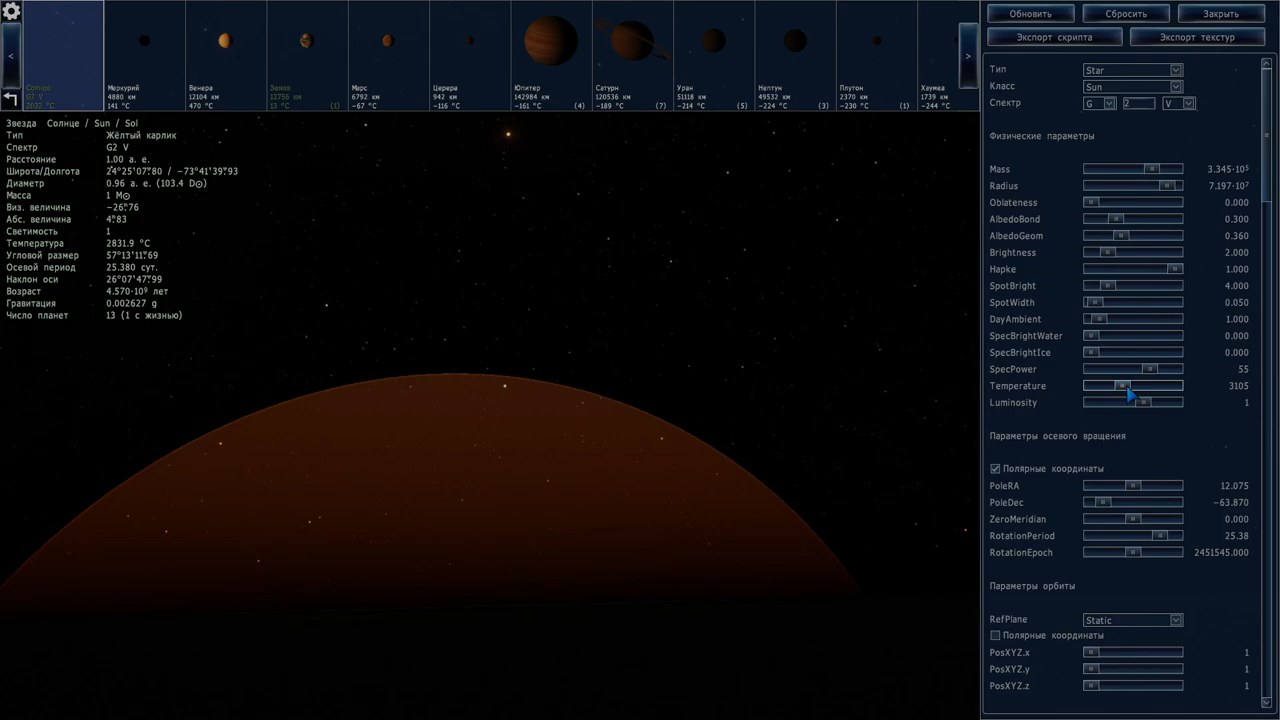 Солнце
G2 V
2832 °C
Меркурий
4880 км
141 °C
Венера
12104 км
470 °C
Земля
12756 км
13 °C (1)
Марс
6792 км
−67 °C
Церера
942 км
−116 °C
Юпитер
142984 км
−161 °C (4)
Сатурн
120536 км
−189 °C (7)
Уран
51118 км
−214 °C (5)
Нептун
49532 км
−224 °C (3)
Плутон
2370 км
−230 °C (1)
Хаумеа
1739 км
−244 °C
<
>
Звезда Солнце / Sun / Sol
Тип Жёлтый карлик
Спектр G2 V
Расстояние 1.00 а. е.
Широта/Долгота 24°25'07"80 / −73°41'39"93
Диаметр 0.96 а. е. (103.4 D⊙)
Масса 1 M⊙
Виз. величина −26.76
Абс. величина 4.83
Светимость 1
Температура 2831.9 °C
Угловой размер 57°13'11"69
Осевой период 25.380 сут.
Наклон оси 26°07'47"99
Возраст 4.570·10⁹ лет
Гравитация 0.002627 g
Число планет 13 (1 с жизнью)
Обновить Сбросить Закрыть
Экспорт скрипта Экспорт текстур
Тип Star
Класс Sun
Спектр G 2 V
Физические параметры
Mass 3.345·10⁵
Radius 7.197·10⁷
Oblateness 0.000
AlbedoBond 0.300
AlbedoGeom 0.360
Brightness 2.000
Hapke 1.000
SpotBright 4.000
SpotWidth 0.050
DayAmbient 1.000
SpecBrightWater 0.000
SpecBrightIce 0.000
SpecPower 55
Temperature 3105
Luminosity 1
Параметры осевого вращения
Полярные координаты
PoleRA 12.075
PoleDec −63.870
ZeroMeridian 0.000
RotationPeriod 25.38
RotationEpoch 2451545.000
Параметры орбиты
RefPlane Static
Полярные координаты
PosXYZ.x 1
PosXYZ.y 1
PosXYZ.z 1